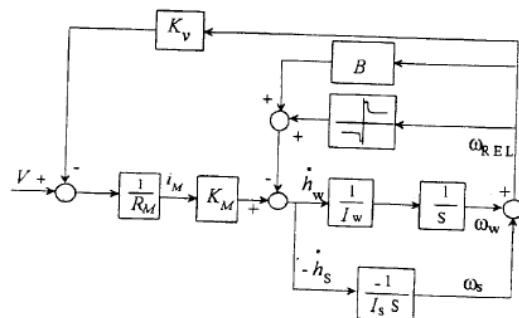 K_v
B
+
+
ω_REL
-
-
+
V +
1/R_M
i_M
K_M
+
ḣ_w
1/I_w
1/S
ω_w
- ḣ_S
-1/I_s S
ω_s